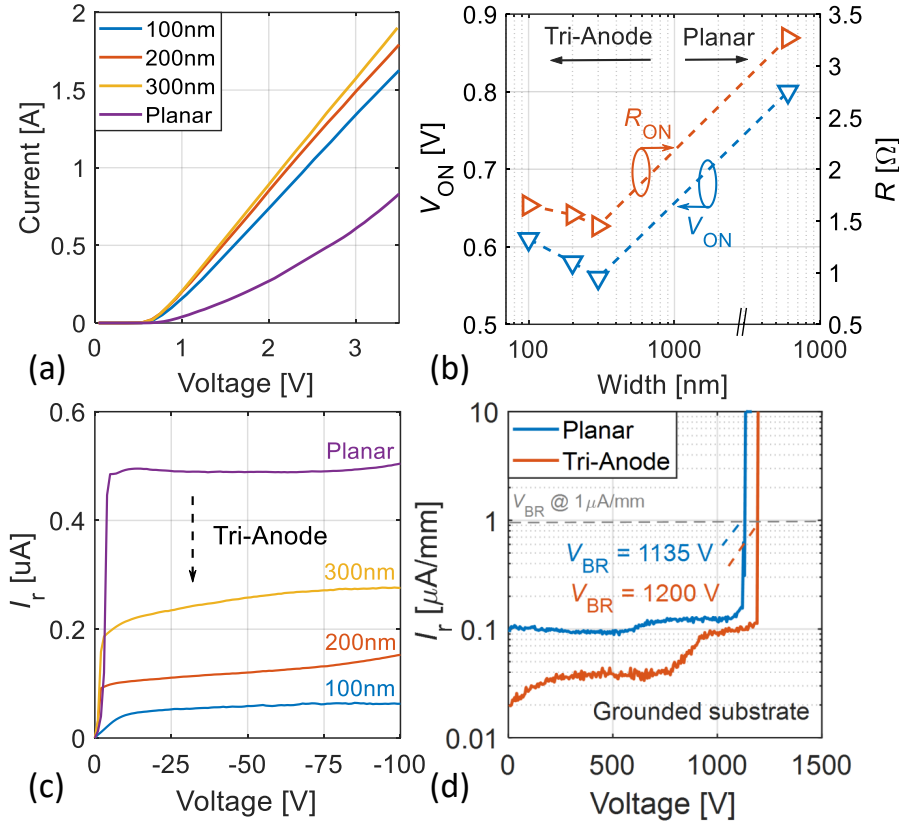 100nm
200nm
300nm
Planar
Current [A]
2
1.5
1
0.5
0
0 1 2 3
Voltage [V]
(a)
Tri-Anode Planar
V_ON [V]
0.9
0.8
0.7
0.6
0.5
R_ON
V_ON
R [Ω]
3.5
3
2.5
2
1.5
1
0.5
100 1000 1000
Width [nm]
(b)
I_r [uA]
0.6
0.4
0.2
0
Planar
Tri-Anode
300nm
200nm
100nm
0 -25 -50 -75 -100
Voltage [V]
(c)
Planar
Tri-Anode
I_r [μA/mm]
10
1
0.1
0.01
V_BR @ 1μA/mm
V_BR = 1135 V
V_BR = 1200 V
Grounded substrate
0 500 1000 1500
Voltage [V]
(d)